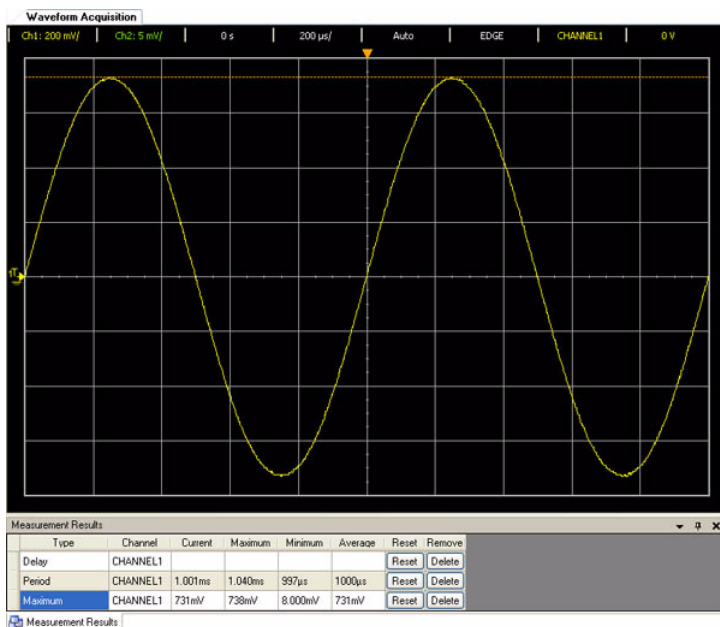 Waveform Acquisition
Ch1: 200 mV/ Ch2: 5 mV/ 0 s 200 µs/ Auto EDGE CHANNEL1 0 V
Measurement Results
Type Channel Current Maximum Minimum Average Reset Remove
Delay CHANNEL1 Reset Delete
Period CHANNEL1 1.001ms 1.040ms 997µs 1000µs Reset Delete
Maximum CHANNEL1 731mV 738mV 8.000mV 731mV Reset Delete
Measurement Results